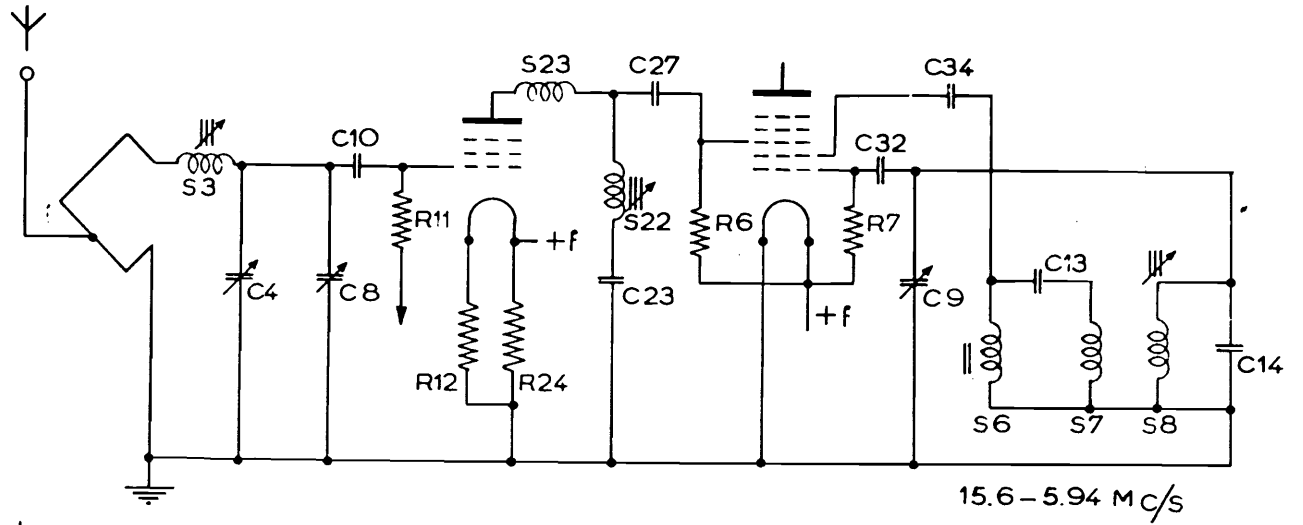 S23
C27
C34
C10
C32
S3
R11
S22
R6
R7
+f
C13
C4
C8
C23
C9
+f
R12
R24
C14
S6
S7
S8
15.6–5.94 MC/S